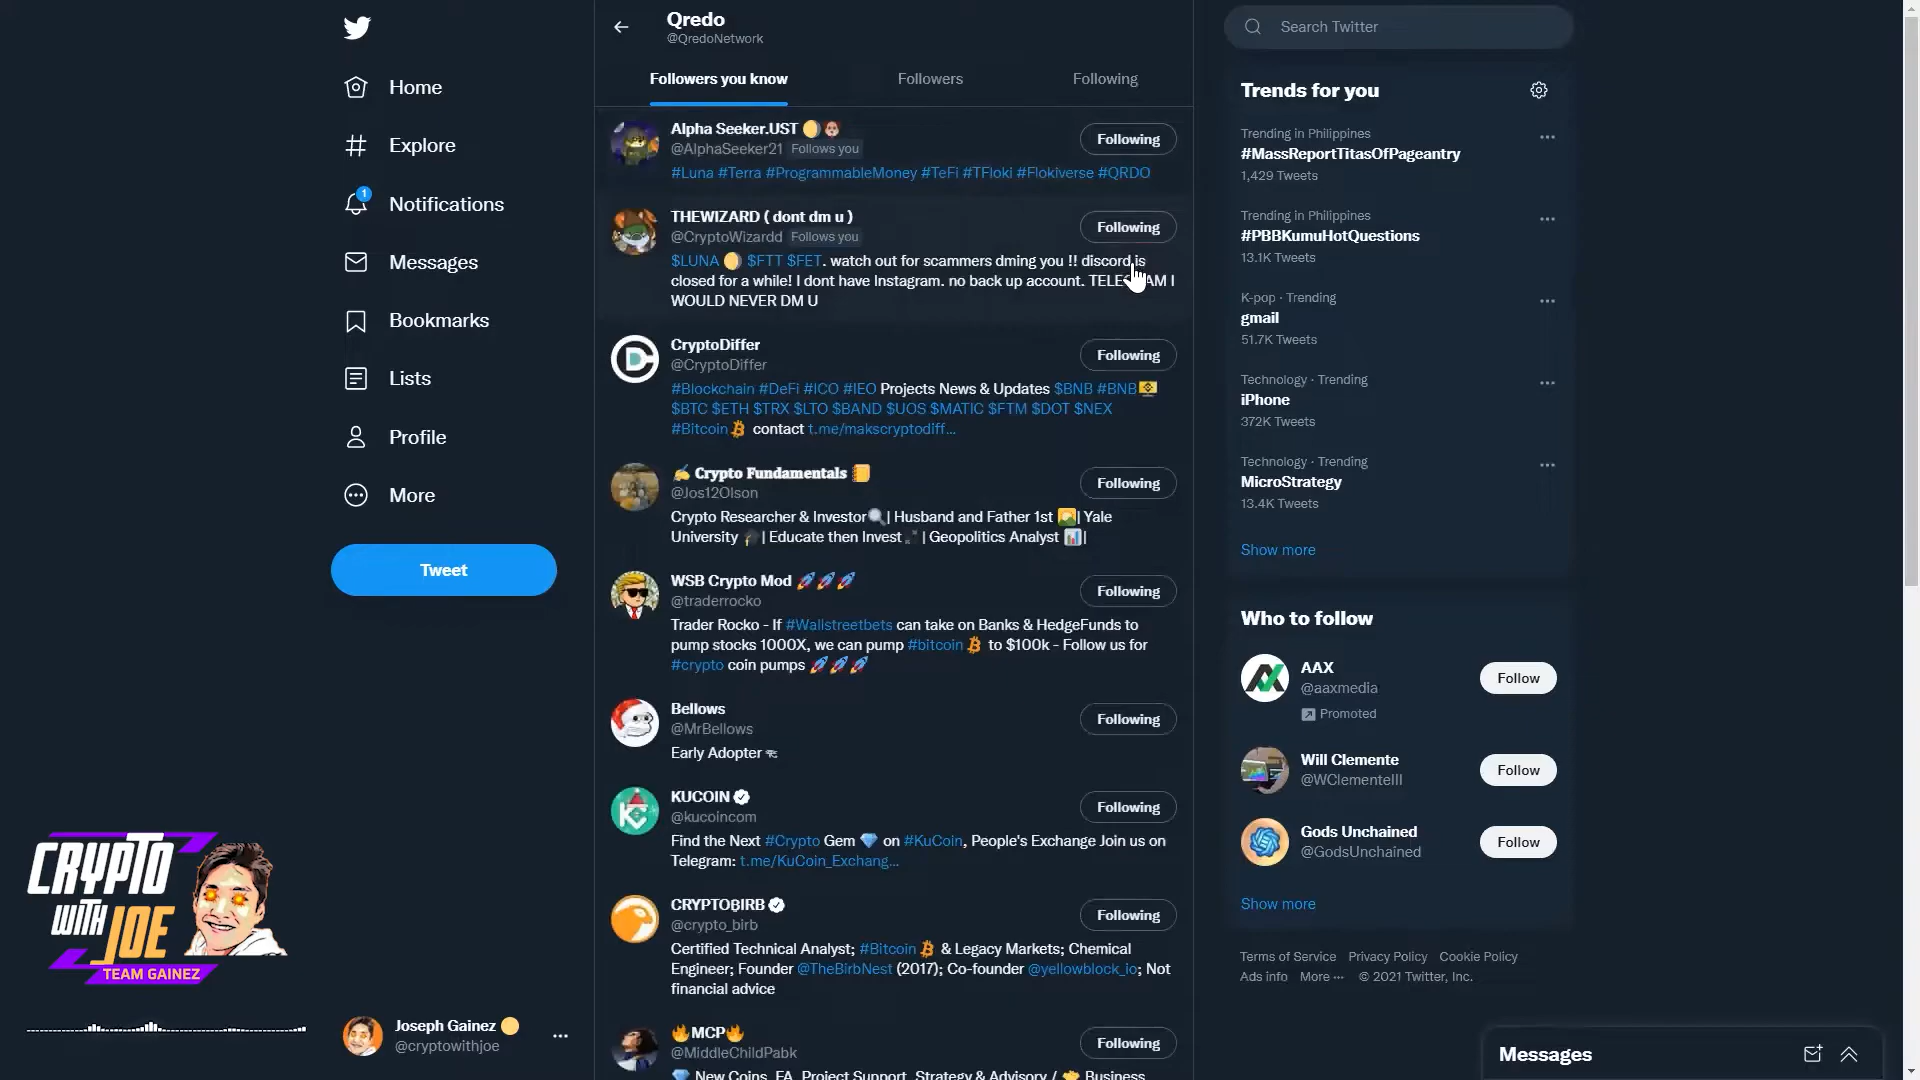 Home
Explore
1
Notifications
Messages
Bookmarks
Lists
Profile
More
Tweet
CRYPTO
WITH JOE
TEAM GAINEZ
Joseph Gainez
@cryptowithjoe
Qredo
@QredoNetwork
Followers you know
Followers
Following
Alpha Seeker.UST
@AlphaSeeker21 Follows you
Following
#Luna #Terra #ProgrammableMoney #TeFi #TFloki #Flokiverse #QRDO
THEWIZARD ( dont dm u )
@CryptoWizardd Follows you
Following
$LUNA 🌖 $FTT $FET. watch out for scammers dming you !! discord is
closed for a while! I dont have Instagram. no back up account. I
WOULD NEVER DM U
CryptoDiffer
@CryptoDiffer
Following
#Blockchain #DeFi #ICO #IEO Projects News & Updates $BNB #BNB
$BTC $ETH $TRX $LTO $BAND $UOS $MATIC $FTM $DOT $NEX
#Bitcoin contact t.me/makscryptodiff...
✍ Crypto Fundamentals 📒
@Jos12Olson
Following
Crypto Researcher & Investor🔍| Husband and Father 1st | Yale
University 🎓| Educate then Invest | Geopolitics Analyst 📊|
WSB Crypto Mod 🚀🚀🚀
@traderrocko
Following
Trader Rocko - If #Wallstreetbets can take on Banks & HedgeFunds to
pump stocks 1000X, we can pump #bitcoin to $100k - Follow us for
#crypto coin pumps 🚀🚀🚀
Bellows
@MrBellows
Following
Early Adopter
KUCOIN
@kucoincom
Following
Find the Next #Crypto Gem 💎 on #KuCoin, People's Exchange Join us on
Telegram: t.me/KuCoin_Exchang...
CRYPTOBIRB
@crypto_birb
Following
Certified Technical Analyst; #Bitcoin & Legacy Markets; Chemical
Engineer; Founder @TheBirbNest (2017); Co-founder @yellowblock_io; Not
financial advice
🔥MCP🔥
@MiddleChildPabk
Following
💎 New Coins, FA, Project Support, Strategy & Advisory / Business
Search Twitter
Trends for you
Trending in Philippines
#MassReportTitasOfPageantry
1,429 Tweets
Trending in Philippines
#PBBKumuHotQuestions
13.1K Tweets
K-pop · Trending
gmail
51.7K Tweets
Technology · Trending
iPhone
372K Tweets
Technology · Trending
MicroStrategy
13.4K Tweets
Show more
Who to follow
AAX
@aaxmedia
Promoted
Follow
Will Clemente
@WClementeIII
Follow
Gods Unchained
@GodsUnchained
Follow
Show more
Terms of Service Privacy Policy Cookie Policy
Ads info More ··· © 2021 Twitter, Inc.
Messages